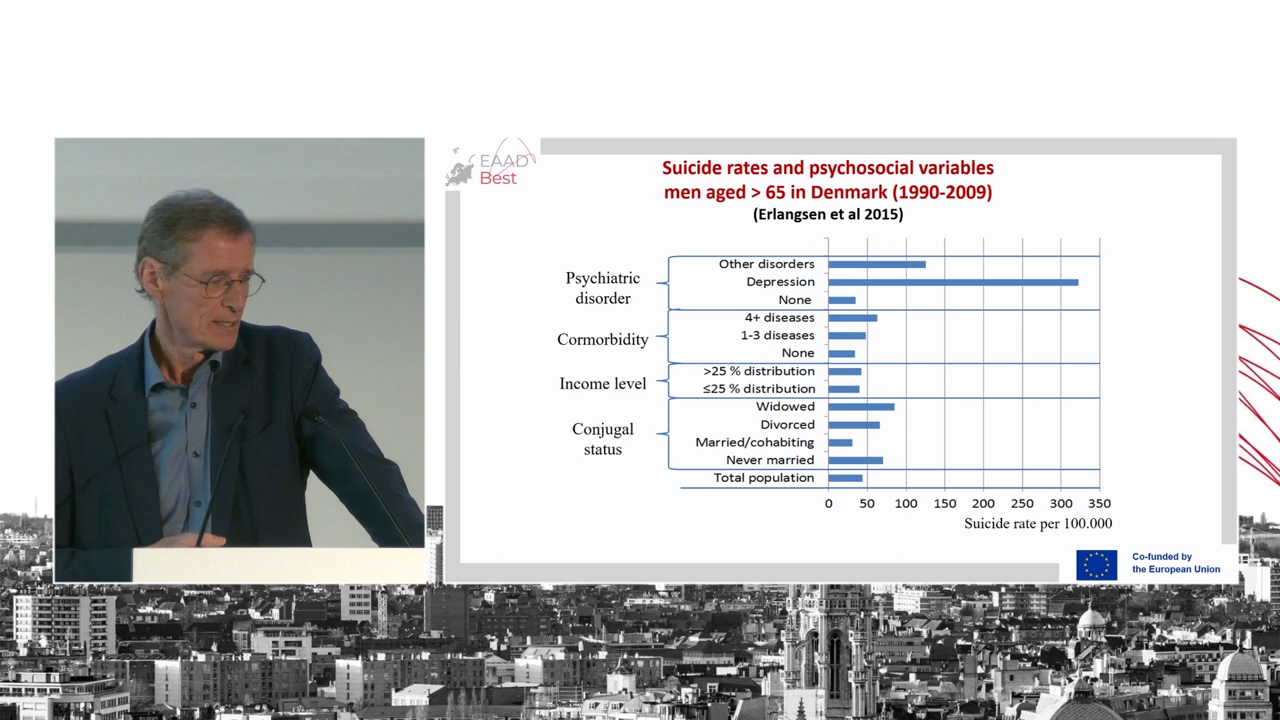 EAAD
Best
Suicide rates and psychosocial variables
men aged > 65 in Denmark (1990-2009)
(Erlangsen et al 2015)
Psychiatric
disorder
Other disorders
Depression
None
Cormorbidity
4+ diseases
1-3 diseases
None
Income level
>25 % distribution
≤25 % distribution
Conjugal
status
Widowed
Divorced
Married/cohabiting
Never married
Total population
0 50 100 150 200 250 300 350
Suicide rate per 100.000
Co-funded by
the European Union